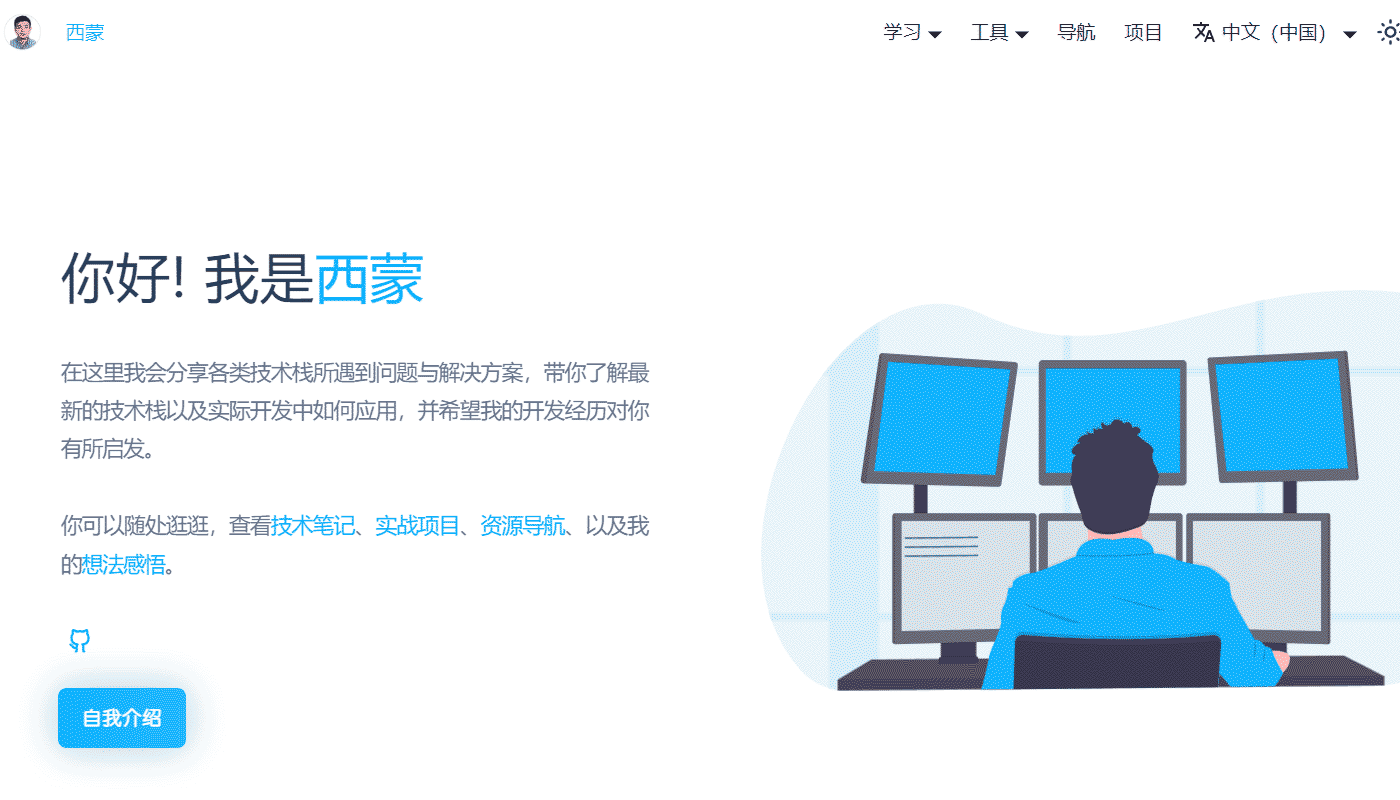 西蒙
学习
工具
导航
项目
中文（中国）
你好! 我是西蒙
在这里我会分享各类技术栈所遇到问题与解决方案，带你了解最
新的技术栈以及实际开发中如何应用，并希望我的开发经历对你
有所启发。
你可以随处逛逛，查看技术笔记、实战项目、资源导航、以及我
的想法感悟。
自我介绍